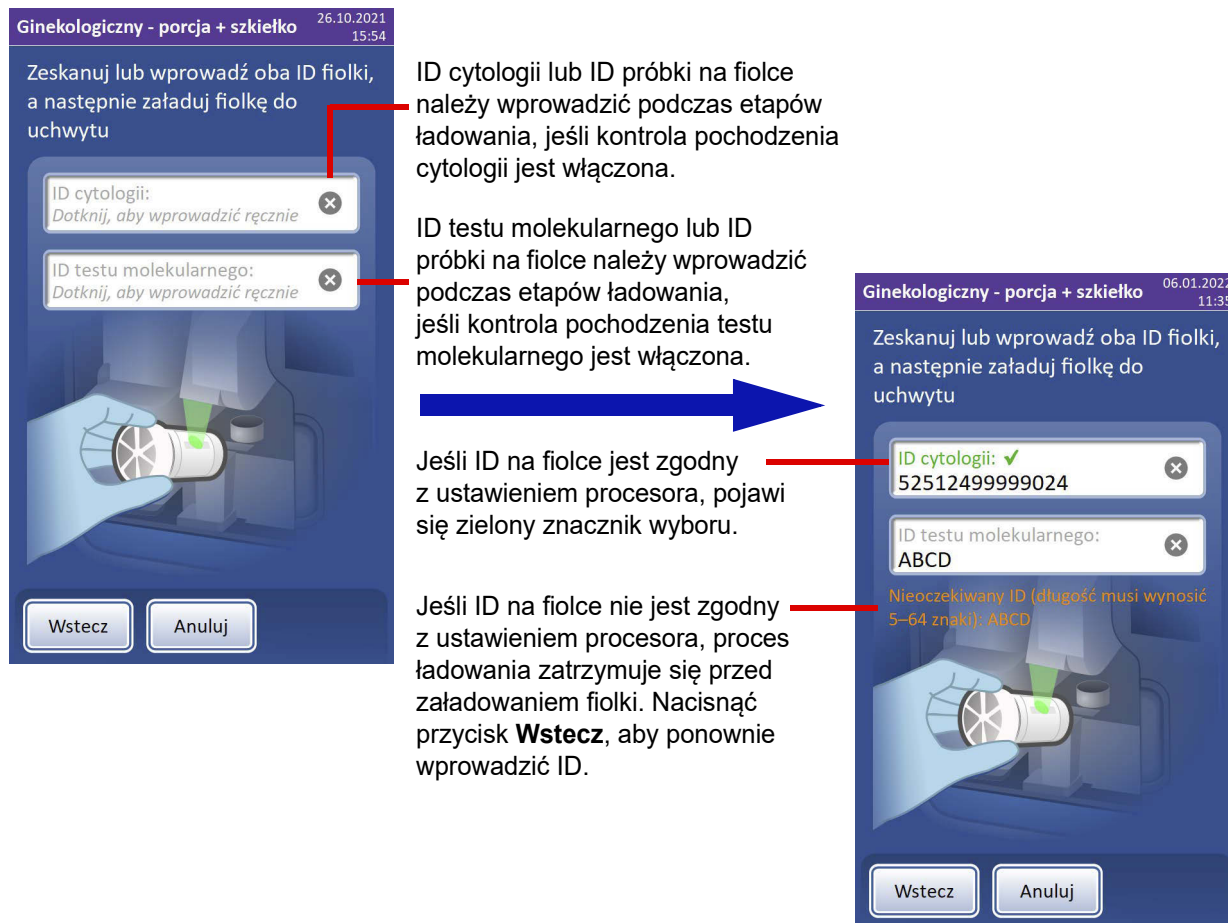 Ginekologiczny - porcja + szkiełko
26.10.2021
15:54
Zeskanuj lub wprowadź oba ID fiolki,
a następnie załaduj fiolkę do
uchwytu
ID cytologii:
Dotknij, aby wprowadzić ręcznie
ID testu molekularnego:
Dotknij, aby wprowadzić ręcznie
Wstecz
Anuluj
ID cytologii lub ID próbki na fiolce
należy wprowadzić podczas etapów
ładowania, jeśli kontrola pochodzenia
cytologii jest włączona.
ID testu molekularnego lub ID
próbki na fiolce należy wprowadzić
podczas etapów ładowania,
jeśli kontrola pochodzenia testu
molekularnego jest włączona.
Jeśli ID na fiolce jest zgodny
z ustawieniem procesora, pojawi
się zielony znacznik wyboru.
Jeśli ID na fiolce nie jest zgodny
z ustawieniem procesora, proces
ładowania zatrzymuje się przed
załadowaniem fiolki. Nacisnąć
przycisk Wstecz, aby ponownie
wprowadzić ID.
Ginekologiczny - porcja + szkiełko
06.01.2022
11:35
Zeskanuj lub wprowadź oba ID fiolki,
a następnie załaduj fiolkę do
uchwytu
ID cytologii: ✓
52512499999024
ID testu molekularnego:
ABCD
Nieoczekiwany ID (długość musi wynosić
5–64 znaki): ABCD
Wstecz
Anuluj